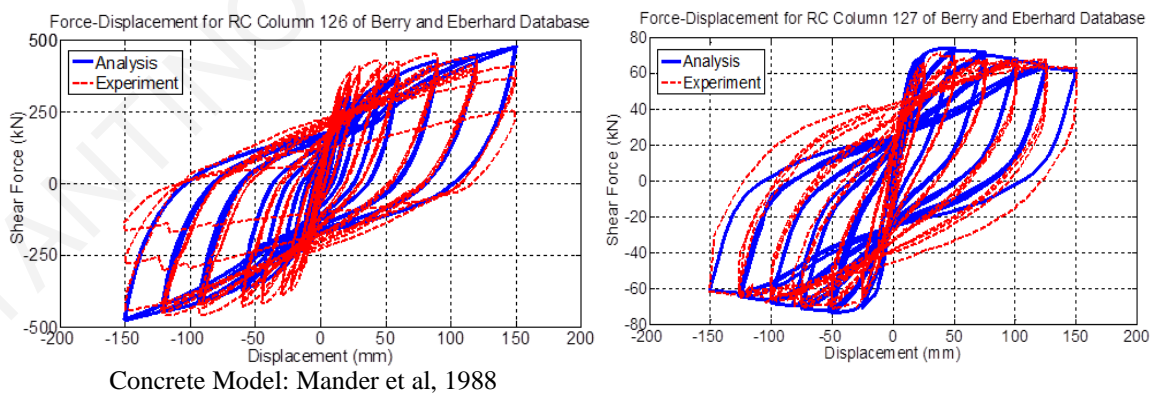 Force-Displacement for RC Column 126 of Berry and Eberhard Database
500
250
0
-250
-500
Shear Force (kN)
Analysis
Experiment
-200 -150 -100 -50 0 50 100 150 200
Displacement (mm)
Concrete Model: Mander et al, 1988
Force-Displacement for RC Column 127 of Berry and Eberhard Database
80
60
40
20
0
-20
-40
-60
-80
Shear Force (kN)
Analysis
Experiment
-200 -150 -100 -50 0 50 100 150 200
Displacement (mm)